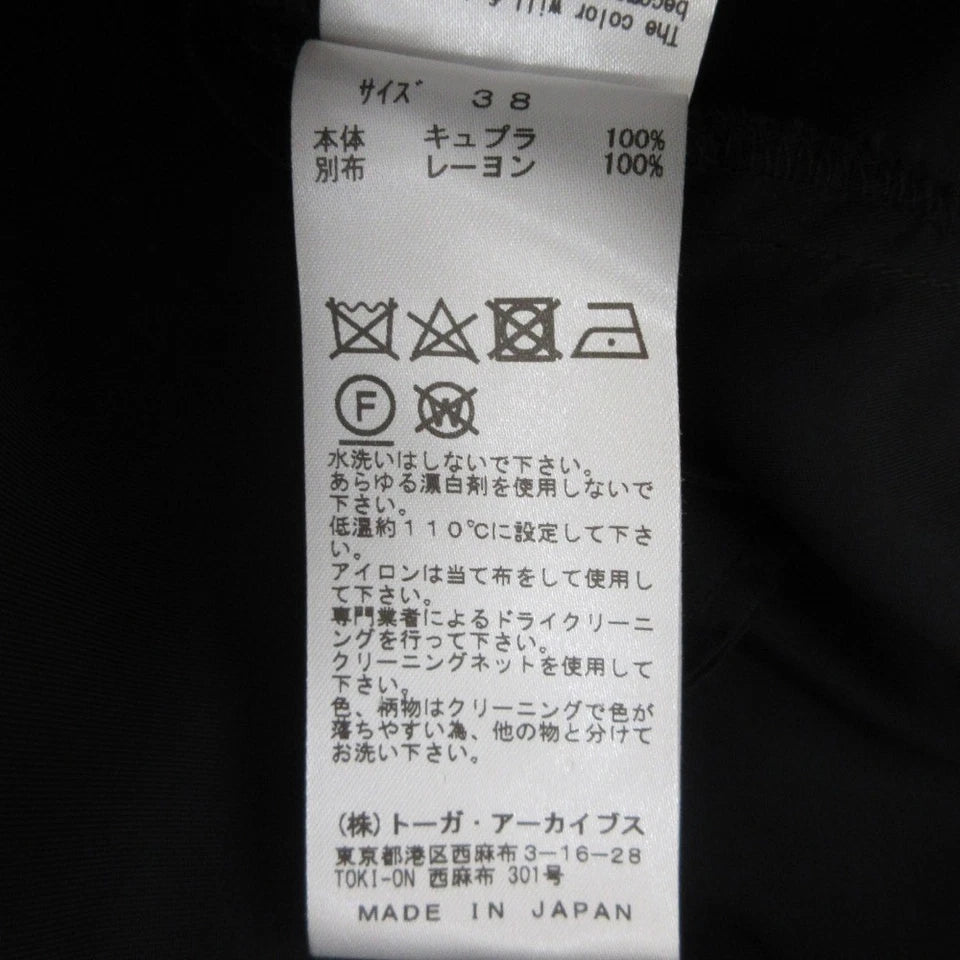 The color will f
becom
サイズ 38
本体 キュプラ 100%
別布 レーヨン 100%
F
W
水洗いはしないで下さい。
あらゆる漂白剤を使用しないで
下さい。
低温約110℃に設定して下さ
い。
アイロンは当て布をして使用し
て下さい。
専門業者によるドライクリーニ
ングを行って下さい。
クリーニングネットを使用して
下さい。
色、柄物はクリーニングで色が
落ちやすい為、他の物と分けて
お洗い下さい。
(株)トーガ・アーカイブス
東京都港区西麻布3-16-28
TOKI-ON 西麻布 301号
MADE IN JAPAN